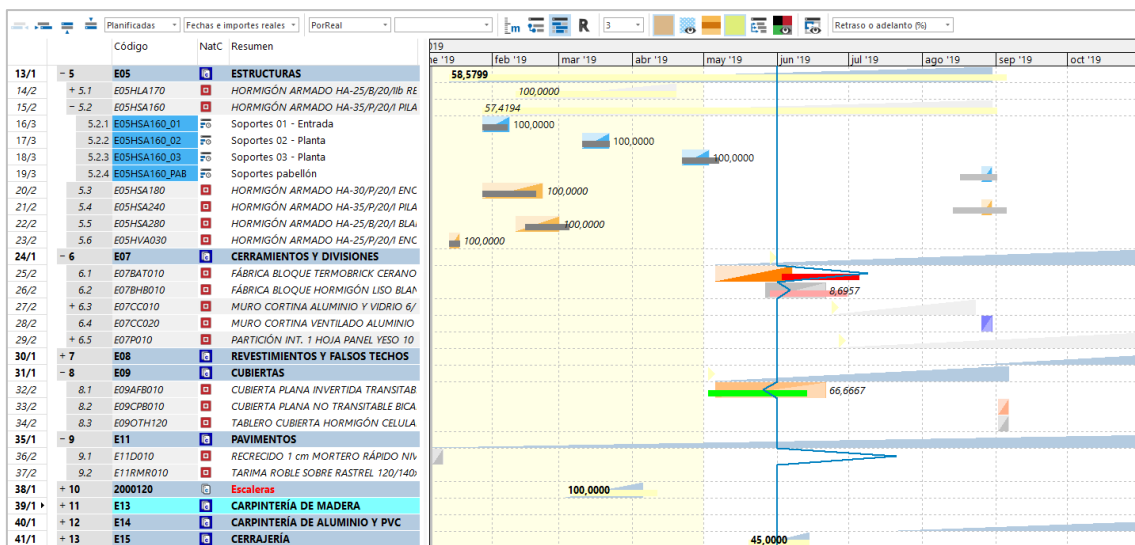 Planificadas Fechas e importes reales PorReal R 3 Retraso o adelanto (%)
Código NatC Resumen
feb '19 mar '19 abr '19 may '19 jun '19 jul '19 ago '19 sep '19 oct '19
13/1 − 5 E05 ESTRUCTURAS 58,5799
14/2 + 5.1 E05HLA170 HORMIGÓN ARMADO HA-25/B/20/IIb RE 100,0000
15/2 − 5.2 E05HSA160 HORMIGÓN ARMADO HA-35/P/20/I PILA 57,4194
16/3 5.2.1 E05HSA160_01 Soportes 01 - Entrada 100,0000
17/3 5.2.2 E05HSA160_02 Soportes 02 - Planta 100,0000
18/3 5.2.3 E05HSA160_03 Soportes 03 - Planta 100,0000
19/3 5.2.4 E05HSA160_PAB Soportes pabellón
20/2 5.3 E05HSA180 HORMIGÓN ARMADO HA-30/P/20/I ENC 100,0000
21/2 5.4 E05HSA240 HORMIGÓN ARMADO HA-35/P/20/I PILA
22/2 5.5 E05HSA280 HORMIGÓN ARMADO HA-25/B/20/I BLA 100,0000
23/2 5.6 E05HVA030 HORMIGÓN ARMADO HA-25/P/20/I ENC 100,0000
24/1 − 6 E07 CERRAMIENTOS Y DIVISIONES
25/2 6.1 E07BAT010 FÁBRICA BLOQUE TERMOBRICK CERANO
26/2 6.2 E07BHB010 FÁBRICA BLOQUE HORMIGÓN LISO BLAN 8,6957
27/2 + 6.3 E07CC010 MURO CORTINA ALUMINIO Y VIDRIO 6/
28/2 6.4 E07CC020 MURO CORTINA VENTILADO ALUMINIO
29/2 + 6.5 E07P010 PARTICIÓN INT. 1 HOJA PANEL YESO 10
30/1 + 7 E08 REVESTIMIENTOS Y FALSOS TECHOS
31/1 − 8 E09 CUBIERTAS
32/2 8.1 E09AFB010 CUBIERTA PLANA INVERTIDA TRANSITAB 66,6667
33/2 8.2 E09CPB010 CUBIERTA PLANA NO TRANSITABLE BICA
34/2 8.3 E09OTH120 TABLERO CUBIERTA HORMIGÓN CELULA
35/1 − 9 E11 PAVIMENTOS
36/2 9.1 E11D010 RECRECIDO 1 cm MORTERO RÁPIDO NIV
37/2 9.2 E11RMR010 TARIMA ROBLE SOBRE RASTREL 120/140
38/1 + 10 2000120 Escaleras 100,0000
39/1 + 11 E13 CARPINTERÍA DE MADERA
40/1 + 12 E14 CARPINTERÍA DE ALUMINIO Y PVC
41/1 + 13 E15 CERRAJERÍA 45,0000